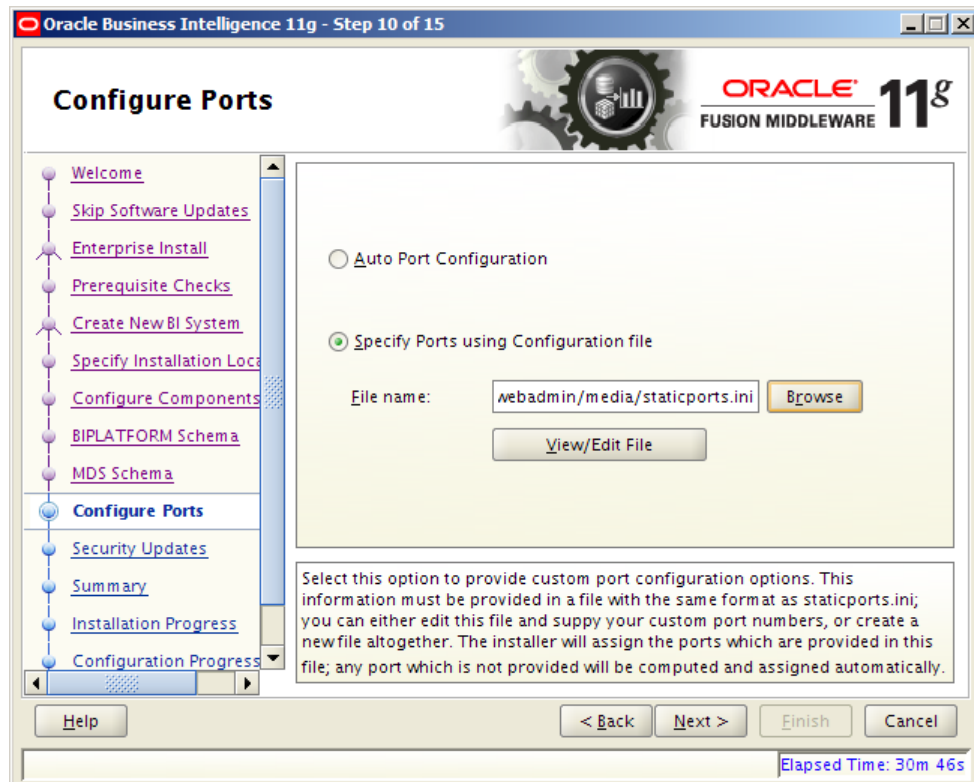 Oracle Business Intelligence 11g - Step 10 of 15
Configure Ports
ORACLE
FUSION MIDDLEWARE
11g
Welcome
Skip Software Updates
Enterprise Install
Prerequisite Checks
Create New BI System
Specify Installation Loca
Configure Components
BIPLATFORM Schema
MDS Schema
Configure Ports
Security Updates
Summary
Installation Progress
Configuration Progress
Auto Port Configuration
Specify Ports using Configuration file
File name: webadmin/media/staticports.ini Browse
View/Edit File
Select this option to provide custom port configuration options. This
information must be provided in a file with the same format as staticports.ini;
you can either edit this file and suppy your custom port numbers, or create a
new file altogether. The installer will assign the ports which are provided in this
file; any port which is not provided will be computed and assigned automatically.
Help < Back Next > Finish Cancel
Elapsed Time: 30m 46s